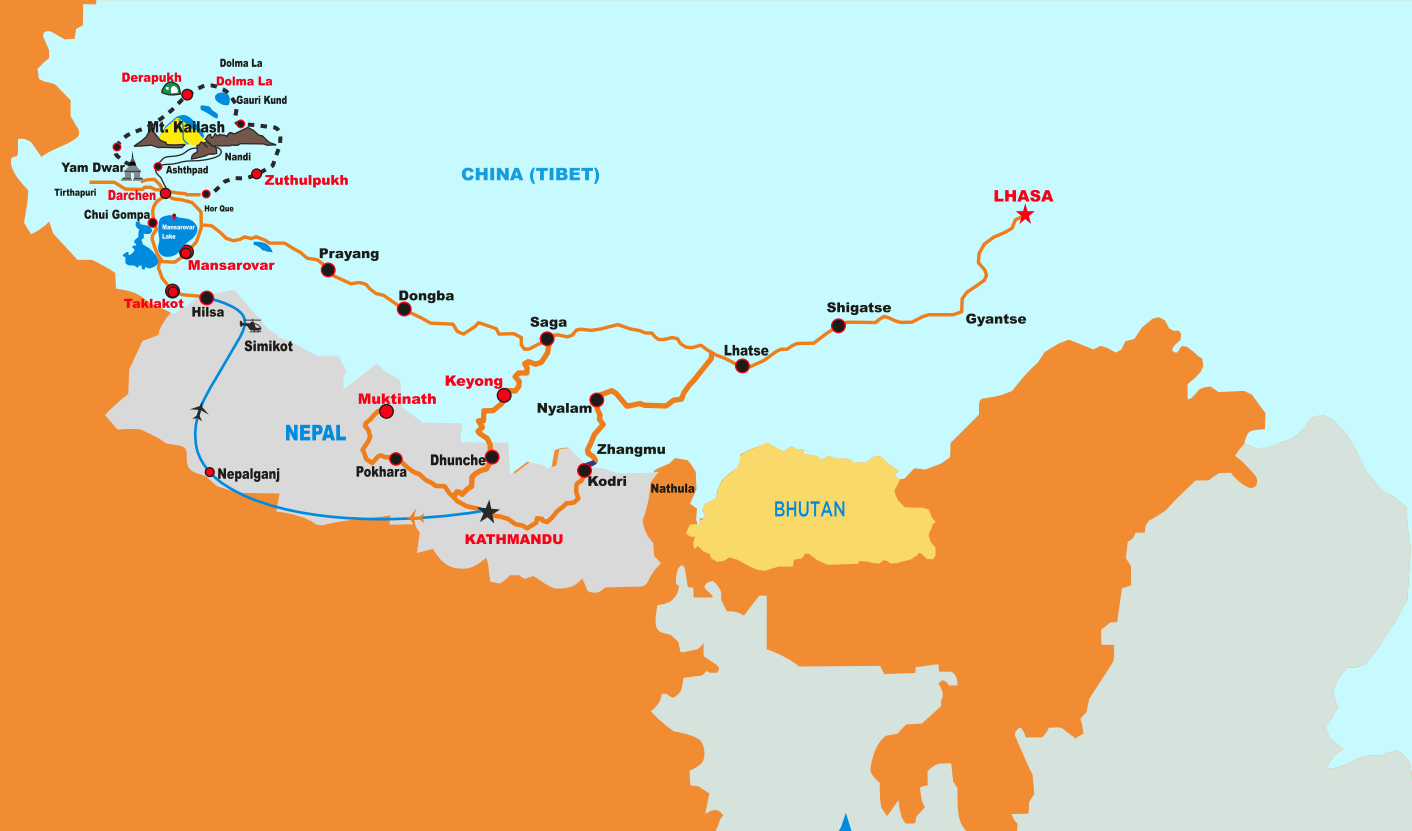 Dolma La
Derapukh
Dolma La
Gauri Kund
Mt. Kailash
Nandi
Yam Dwar
Ashthpad
Zuthulpukh
Tirthapuri
Darchen
Hor Que
Chui Gompa
Mansarovar
Lake
Mansarovar
Taklakot
Hilsa
Simikot
CHINA (TIBET)
LHASA
Prayang
Dongba
Saga
Shigatse
Gyantse
Lhatse
Keyong
Muktinath
Nyalam
NEPAL
Zhangmu
Dhunche
Pokhara
Nepalganj
Kodri
Nathula
BHUTAN
KATHMANDU